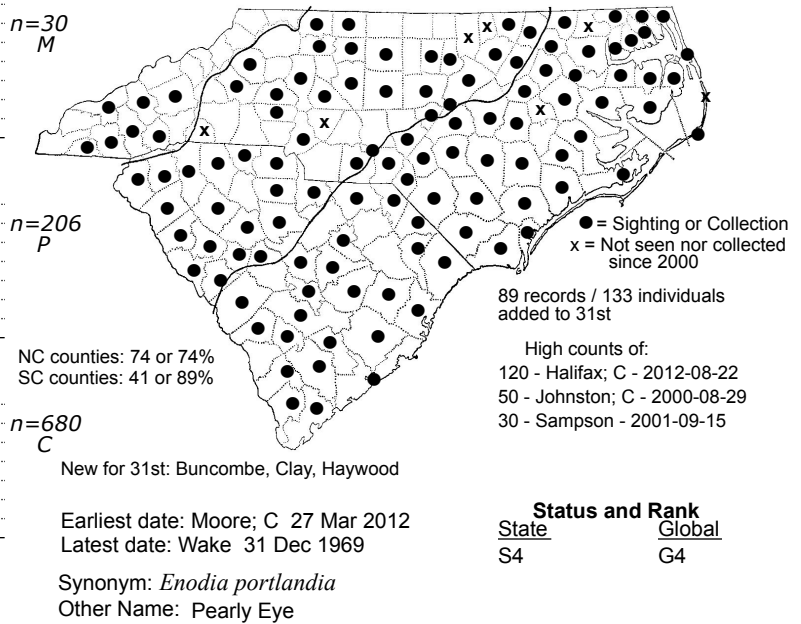 n=30
M
n=206
P
n=680
C
x
x
x
x
x
x
x
● = Sighting or Collection
x = Not seen nor collected
since 2000
89 records / 133 individuals
added to 31st
High counts of:
120 - Halifax; C - 2012-08-22
50 - Johnston; C - 2000-08-29
30 - Sampson - 2001-09-15
NC counties: 74 or 74%
SC counties: 41 or 89%
New for 31st: Buncombe, Clay, Haywood
Earliest date: Moore; C 27 Mar 2012
Latest date: Wake 31 Dec 1969
Synonym: Enodia portlandia
Other Name: Pearly Eye
Status and Rank
State Global
S4 G4